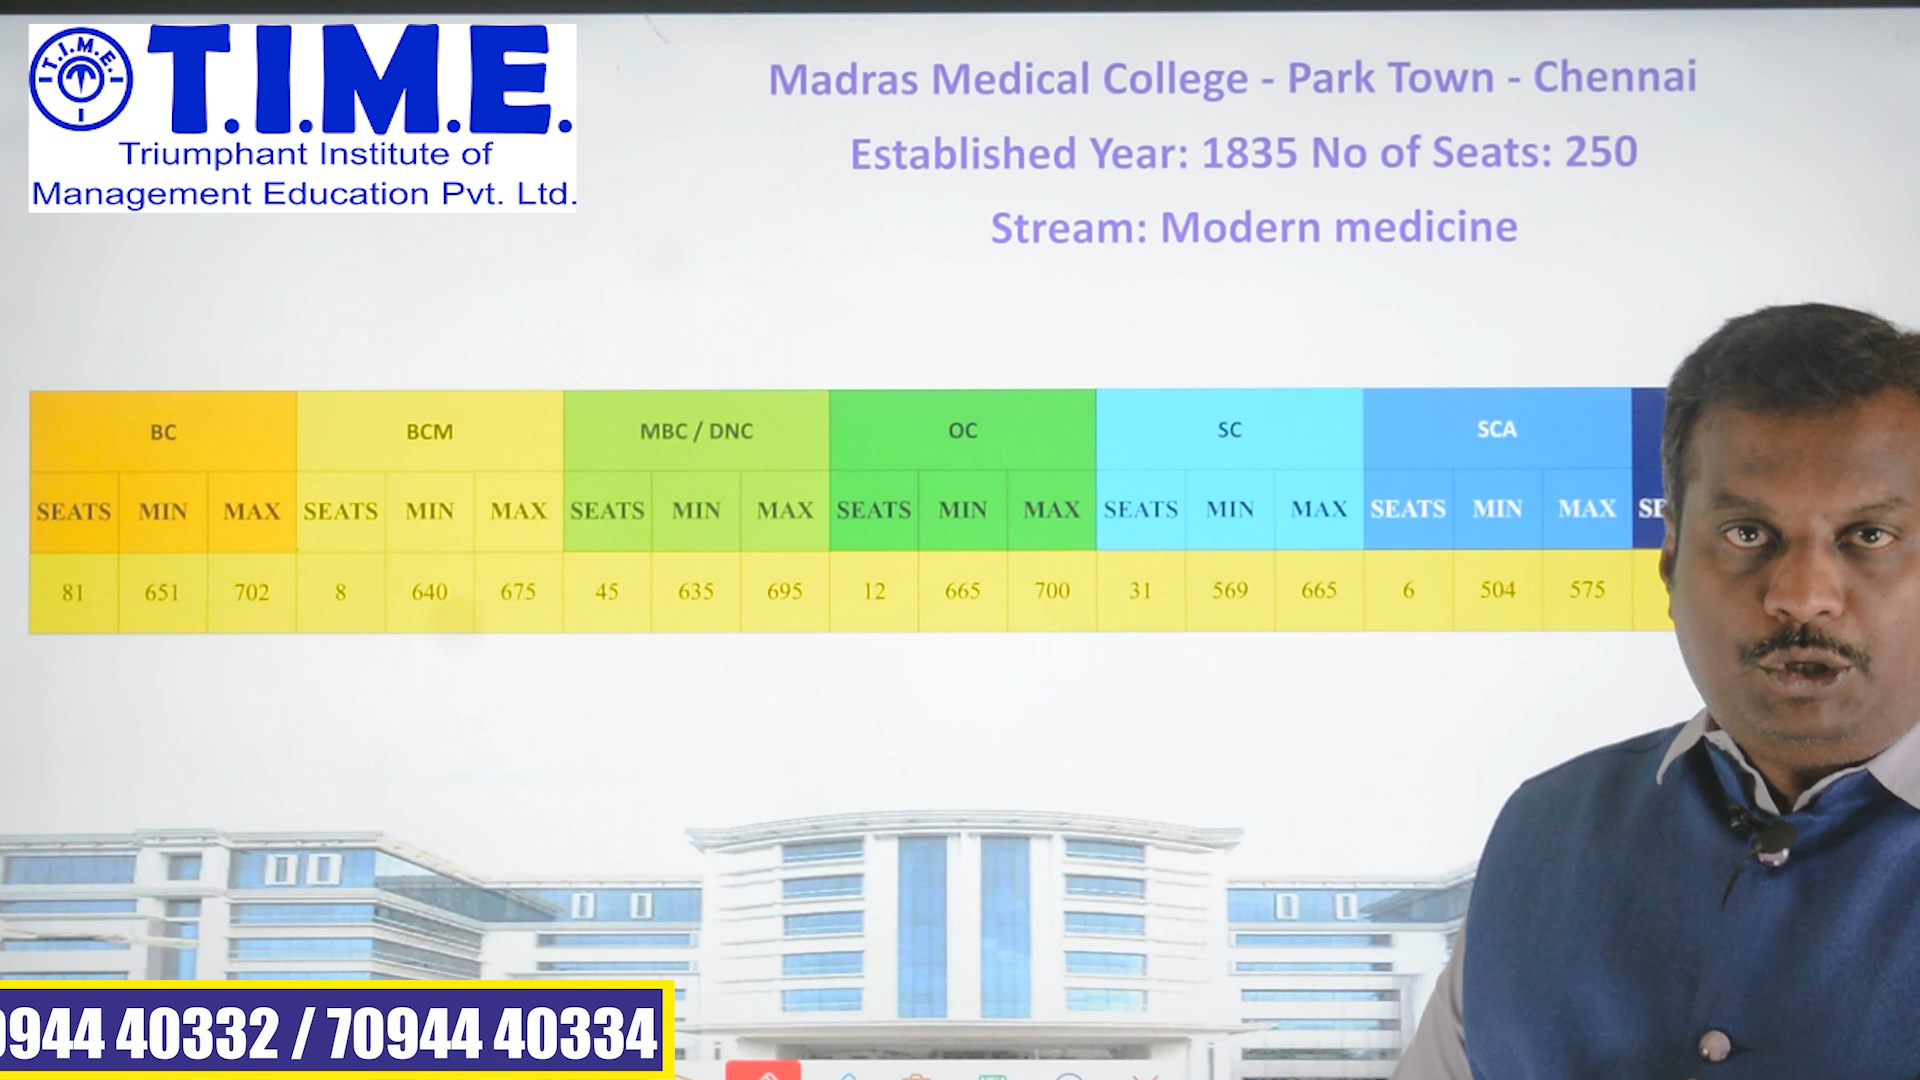 T.I.M.E.
T.I.M.E.
Triumphant Institute of
Management Education Pvt. Ltd.
Madras Medical College - Park Town - Chennai
Established Year: 1835 No of Seats: 250
Stream: Modern medicine
BC BCM MBC / DNC OC SC SCA
SEATS MIN MAX SEATS MIN MAX SEATS MIN MAX SEATS MIN MAX SEATS MIN MAX SEATS MIN MAX
81 651 702 8 640 675 45 635 695 12 665 700 31 569 665 6 504 575
944 40332 / 70944 40334